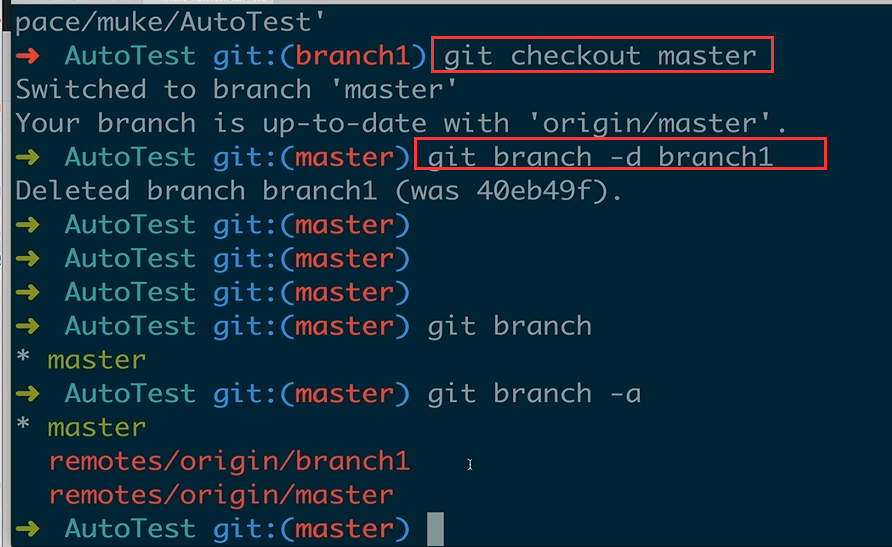 pace/muke/AutoTest'
➜ AutoTest git:(branch1) git checkout master
Switched to branch 'master'
Your branch is up-to-date with 'origin/master'.
➜ AutoTest git:(master) git branch -d branch1
Deleted branch branch1 (was 40eb49f).
➜ AutoTest git:(master)
➜ AutoTest git:(master)
➜ AutoTest git:(master)
➜ AutoTest git:(master) git branch
* master
➜ AutoTest git:(master) git branch -a
* master
remotes/origin/branch1
remotes/origin/master
➜ AutoTest git:(master)